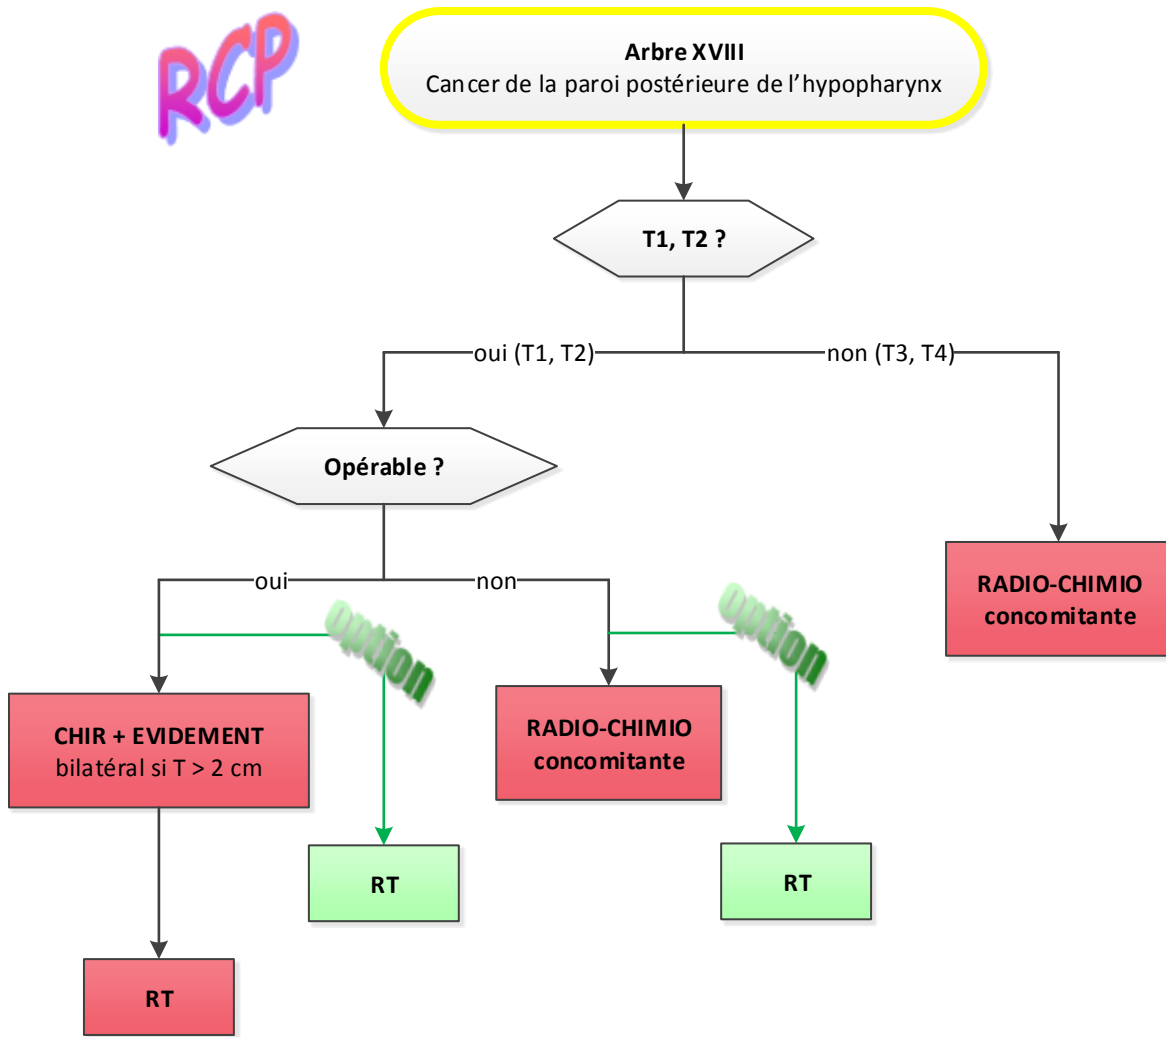 RCP
Arbre XVIII
Cancer de la paroi postérieure de l’hypopharynx
T1, T2 ?
oui (T1, T2)
non (T3, T4)
Opérable ?
oui
non
option
option
RADIO-CHIMIO
concomitante
CHIR + EVIDEMENT
bilatéral si T > 2 cm
RADIO-CHIMIO
concomitante
RT
RT
RT